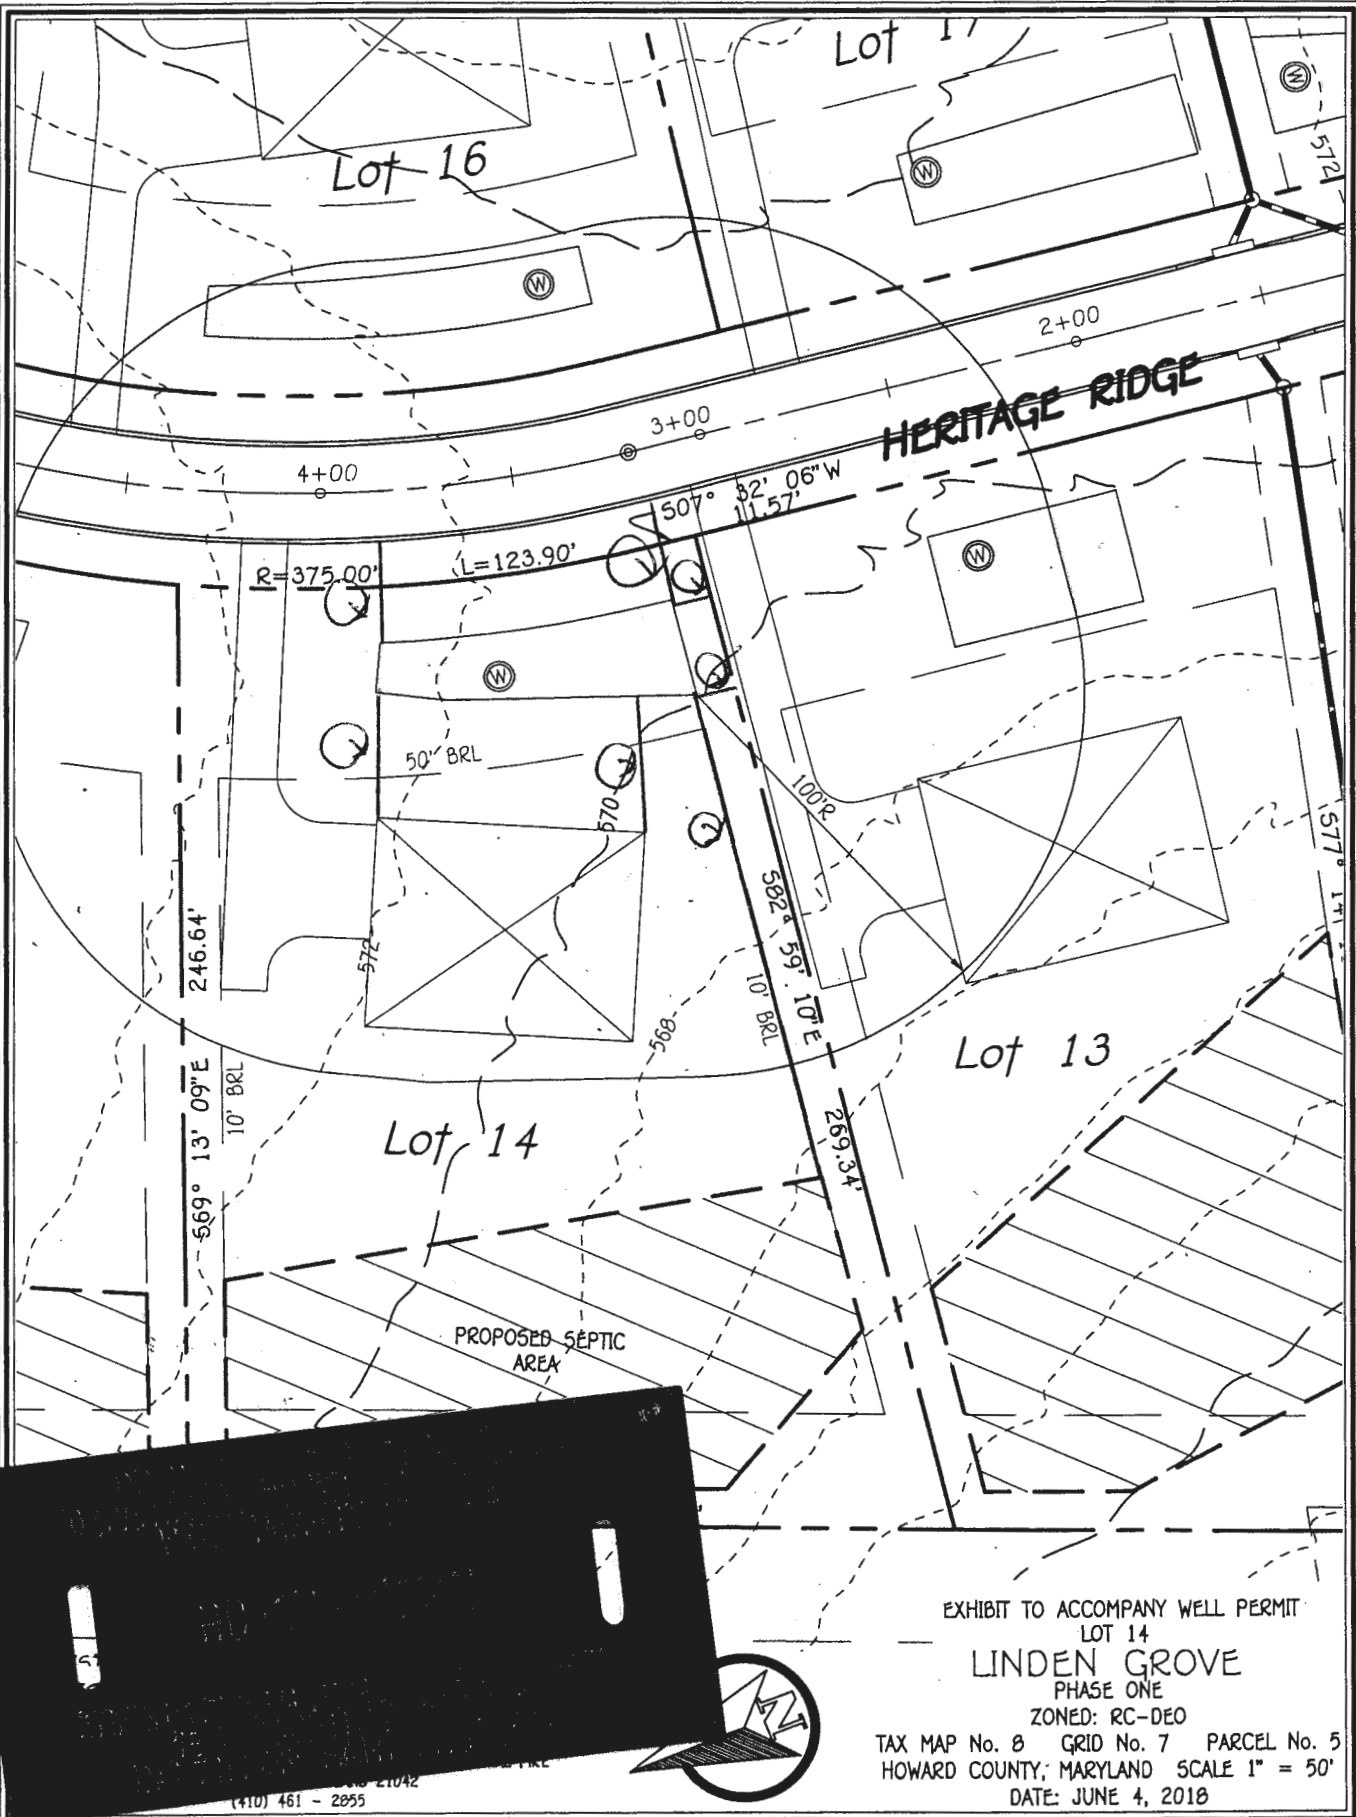 Lot 17
W
572
Lot 16
W
W
2+00
HERITAGE RIDGE
3+00
4+00
S07° 32' 06"W
11.57'
L=123.90'
R=375.00'
W
W
50' BRL
570
100'R
577° 14'
S82° 59' 10"E
246.64'
572
10' BRL
568
Lot 13
S69° 13' 09"E
10' BRL
269.34'
Lot 14
PROPOSED SEPTIC
AREA
N
EXHIBIT TO ACCOMPANY WELL PERMIT
LOT 14
LINDEN GROVE
PHASE ONE
ZONED: RC-DEO
TAX MAP No. 8 GRID No. 7 PARCEL No. 5
HOWARD COUNTY, MARYLAND SCALE 1" = 50'
DATE: JUNE 4, 2018
21042
(410) 461 - 2855